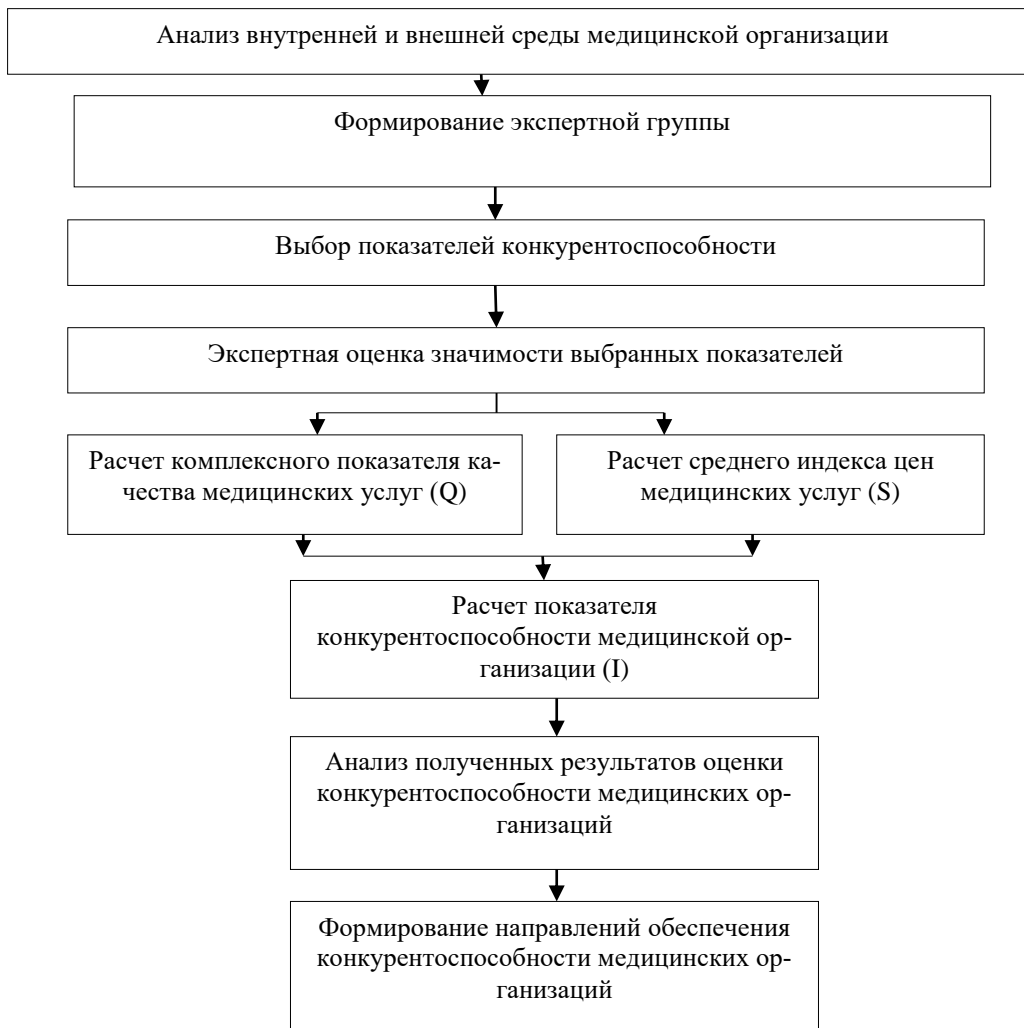 Анализ внутренней и внешней среды медицинской организации
Формирование экспертной группы
Выбор показателей конкурентоспособности
Экспертная оценка значимости выбранных показателей
Расчет комплексного показателя ка-
чества медицинских услуг (Q)
Расчет среднего индекса цен
медицинских услуг (S)
Расчет показателя
конкурентоспособности медицинской ор-
ганизации (I)
Анализ полученных результатов оценки
конкурентоспособности медицинских ор-
ганизаций
Формирование направлений обеспечения
конкурентоспособности медицинских ор-
ганизаций